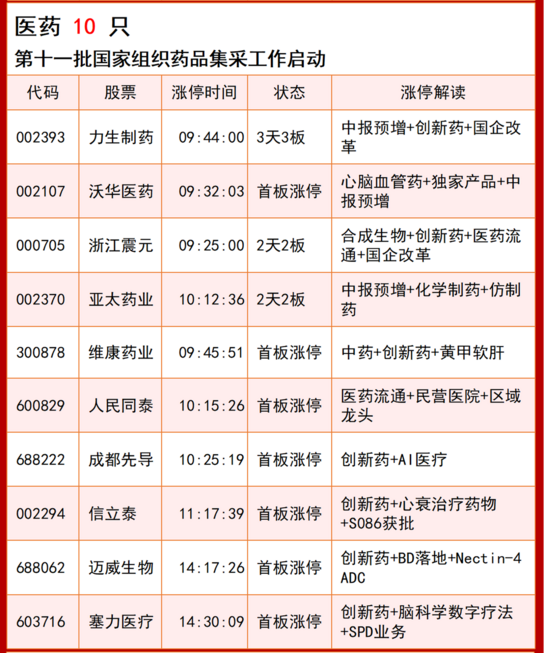 医药 10 只
第十一批国家组织药品集采工作启动
代码 股票 涨停时间 状态 涨停解读
002393 力生制药 09:44:00 3天3板 中报预增+创新药+国企改
革
002107 沃华医药 09:32:03 首板涨停 心脑血管药+独家产品+中
报预增
000705 浙江震元 09:25:00 2天2板 合成生物+创新药+医药流
通+国企改革
002370 亚太药业 10:12:36 2天2板 中报预增+化学制药+仿制
药
300878 维康药业 09:45:51 首板涨停 中药+创新药+黄甲软肝
600829 人民同泰 10:15:26 首板涨停 医药流通+民营医院+区域
龙头
688222 成都先导 10:25:19 首板涨停 创新药+AI医疗
002294 信立泰 11:17:39 首板涨停 创新药+心衰治疗药物
+S086获批
688062 迈威生物 14:17:26 首板涨停 创新药+BD落地+Nectin-4
ADC
603716 塞力医疗 14:30:09 首板涨停 创新药+脑科学数字疗法
+SPD业务